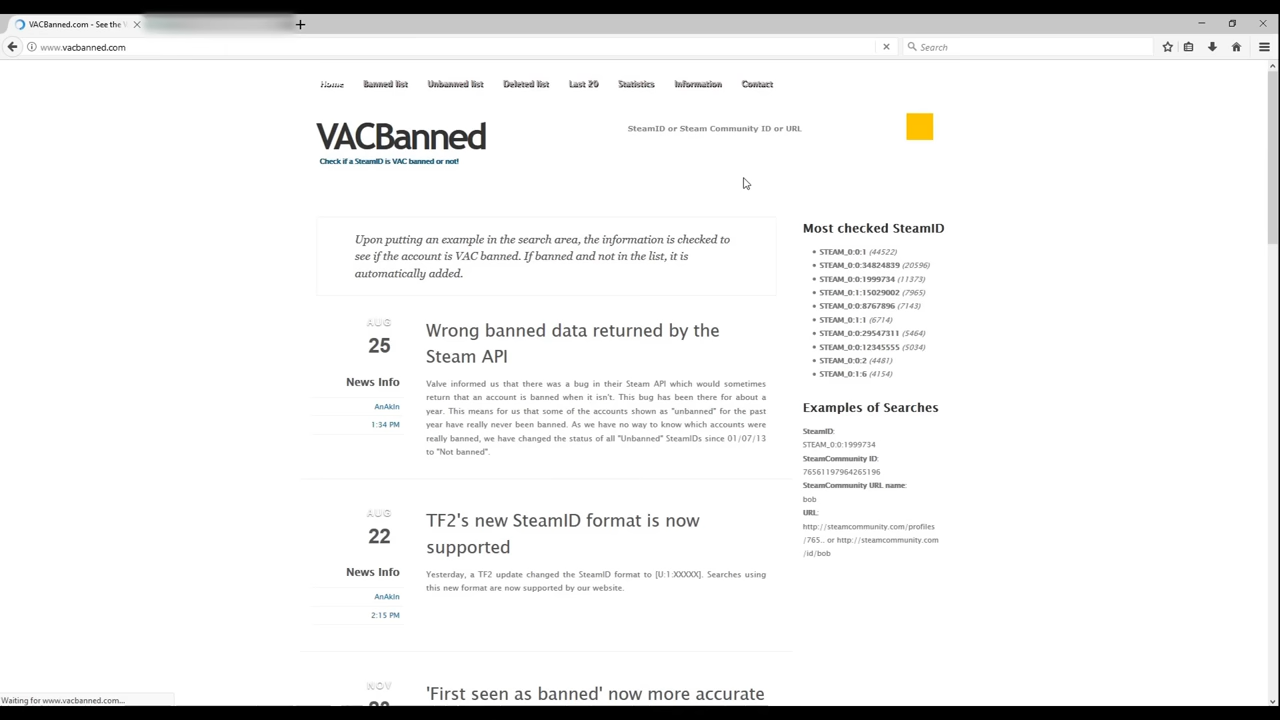 VACBanned.com - See the V
www.vacbanned.com
Search
Home Banned list Unbanned list Deleted list Last 20 Statistics Information Contact
VACBanned
Check if a SteamID is VAC banned or not!
SteamID or Steam Community ID or URL
Upon putting an example in the search area, the information is checked to
see if the account is VAC banned. If banned and not in the list, it is
automatically added.
AUG
25
News Info
AnAkIn
1:34 PM
Wrong banned data returned by the
Steam API
Valve informed us that there was a bug in their Steam API which would sometimes
return that an account is banned when it isn't. This bug has been there for about a
year. This means for us that some of the accounts shown as "unbanned" for the past
year have really never been banned. As we have no way to know which accounts were
really banned, we have changed the status of all "Unbanned" SteamIDs since 01/07/13
to "Not banned".
AUG
22
News Info
AnAkIn
2:15 PM
TF2's new SteamID format is now
supported
Yesterday, a TF2 update changed the SteamID format to [U:1:XXXXX]. Searches using
this new format are now supported by our website.
NOV
'First seen as banned' now more accurate
Most checked SteamID
STEAM_0:0:1 (44522)
STEAM_0:0:34824839 (20596)
STEAM_0:0:1999734 (11373)
STEAM_0:1:15029002 (7965)
STEAM_0:0:8767896 (7143)
STEAM_0:1:1 (6714)
STEAM_0:0:29547311 (5464)
STEAM_0:0:12345555 (5034)
STEAM_0:0:2 (4481)
STEAM_0:1:6 (4154)
Examples of Searches
SteamID:
STEAM_0:0:1999734
SteamCommunity ID:
76561197964265196
SteamCommunity URL name:
bob
URL:
http://steamcommunity.com/profiles
/765.. or http://steamcommunity.com
/id/bob
Waiting for www.vacbanned.com...